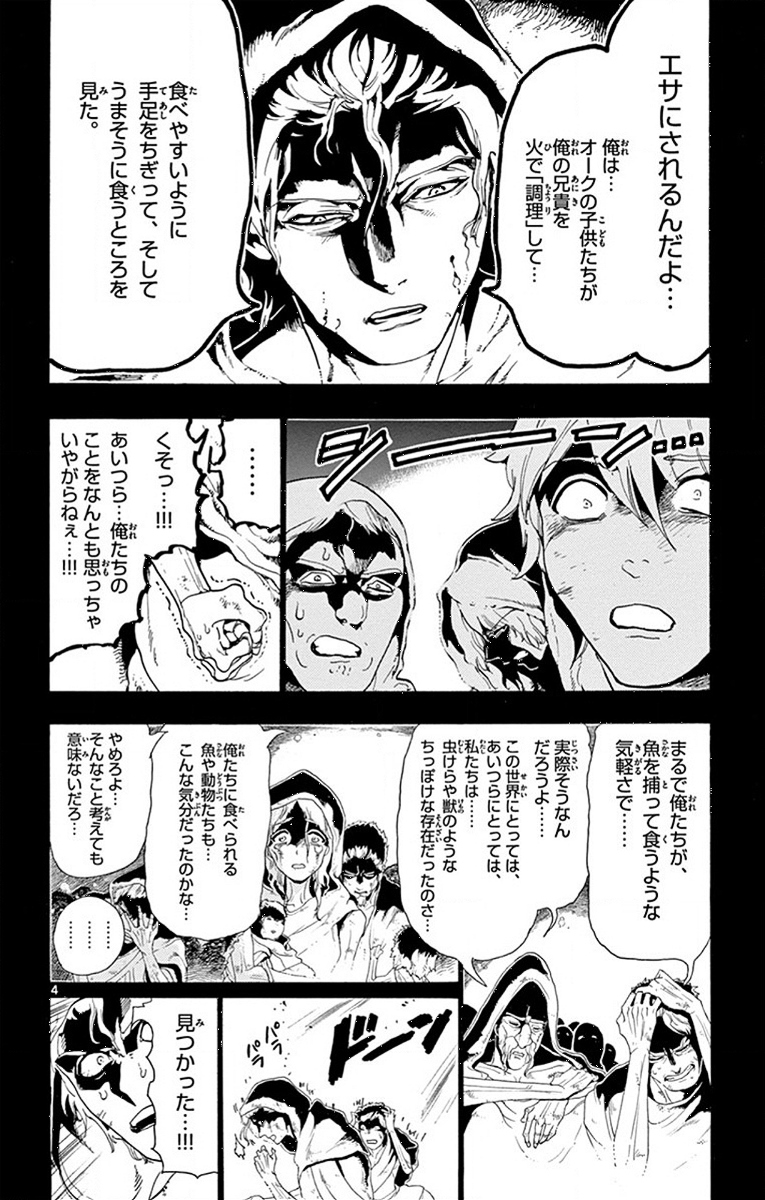 エサにされるんだよ…
俺は…
オークの子供たちが
俺の兄貴を
火で「調理」して…
食べやすいように
手足をちぎって、そして
うまそうに食うところを
見た。
シーーーン
……
くそっ…!!!
あいつら…俺たちの
ことをなんとも思っちゃ
いやがらねぇ…!!!
まるで俺たちが、
魚を捕って食うような
気軽さで……
実際そうなん
だろうよ…
この世界にとっては、
あいつらにとっては、
私たちは…
虫けらや獣のような
ちっぽけな存在だったのさ…
俺たちに食べられる
魚や動物たちも…
こんな気分だったのかな…
やめろよ…
そんなこと考えても
意味ないだろ…
………
………
ドーン
パラ
パラ
見つかった…!!!
4